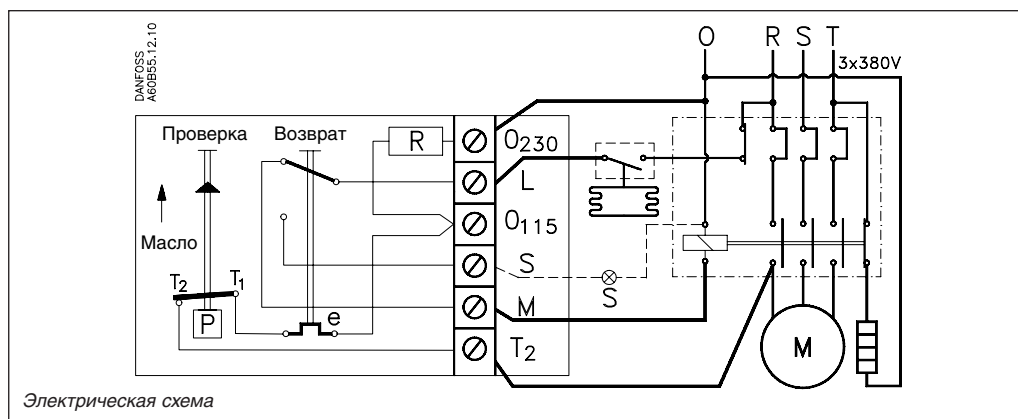 DANFOSS
A60B55.12.10
O R S T
3x380V
Проверка Возврат
R
O230
L
O115
Масло
S
S
T2 T1
P
e
M
M
T2
Электрическая схема